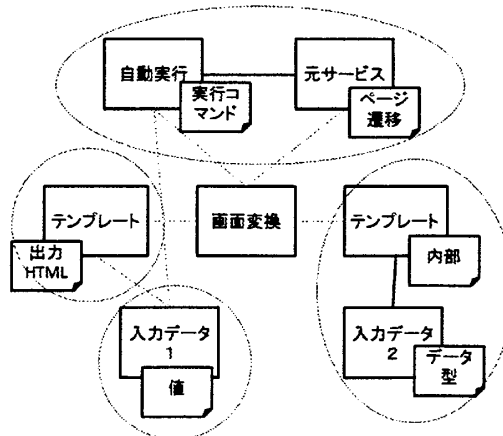 自動実行
元サービス
実行コ
マンド
ページ
遷移
テンプレート
画面変換
テンプレート
出力
HTML
内部
入力データ
1
入力データ
2
値
データ
型